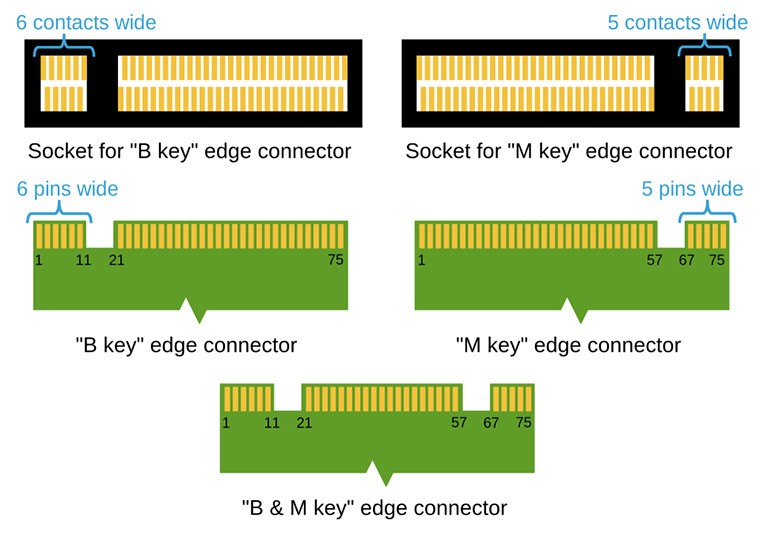 6 contacts wide
5 contacts wide
Socket for "B key" edge connector
Socket for "M key" edge connector
6 pins wide
5 pins wide
1 11 21 75
1 57 67 75
"B key" edge connector
"M key" edge connector
1 11 21 57 67 75
"B & M key" edge connector